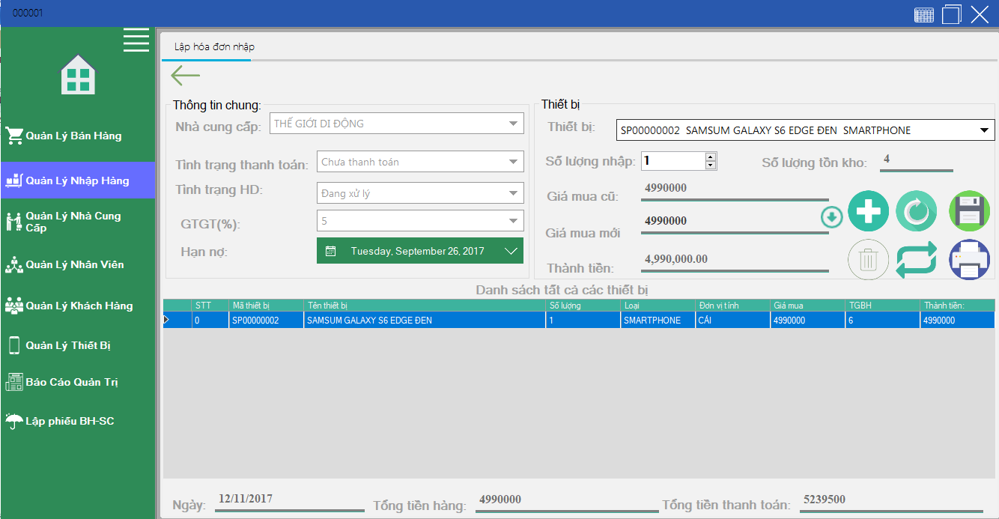 000001
Lập hóa đơn nhập
Quản Lý Bán Hàng
Quản Lý Nhập Hàng
Quản Lý Nhà Cung
Cấp
Quản Lý Nhân Viên
Quản Lý Khách Hàng
Quản Lý Thiết Bị
Báo Cáo Quản Trị
Lập phiếu BH-SC
Thông tin chung:
Nhà cung cấp: THẾ GIỚI DI ĐỘNG
Tình trạng thanh toán: Chưa thanh toán
Tình trạng HD: Đang xử lý
GTGT(%): 5
Hạn nợ: Tuesday, September 26, 2017
Thiết bị
Thiết bị: SP00000002 SAMSUM GALAXY S6 EDGE ĐEN SMARTPHONE
Số lượng nhập: 1 Số lượng tồn kho: 4
Giá mua cũ: 4990000
Giá mua mới 4990000
Thành tiền: 4,990,000.00
Danh sách tất cả các thiết bị
STT Mã thiết bị Tên thiết bị Số lượng Loại Đơn vị tính Giá mua TGBH Thành tiền:
0 SP00000002 SAMSUM GALAXY S6 EDGE ĐEN 1 SMARTPHONE CÁI 4990000 6 4990000
Ngày: 12/11/2017 Tổng tiền hàng: 4990000 Tổng tiền thanh toán: 5239500